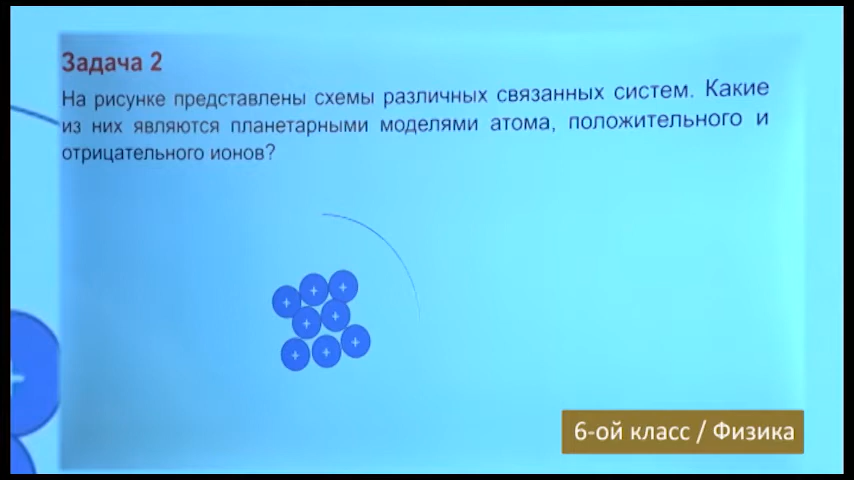 Задача 2
На рисунке представлены схемы различных связанных систем. Какие
из них являются планетарными моделями атома, положительного и
отрицательного ионов?
+ + +
+ +
+ + +
+
6-ой класс / Физика